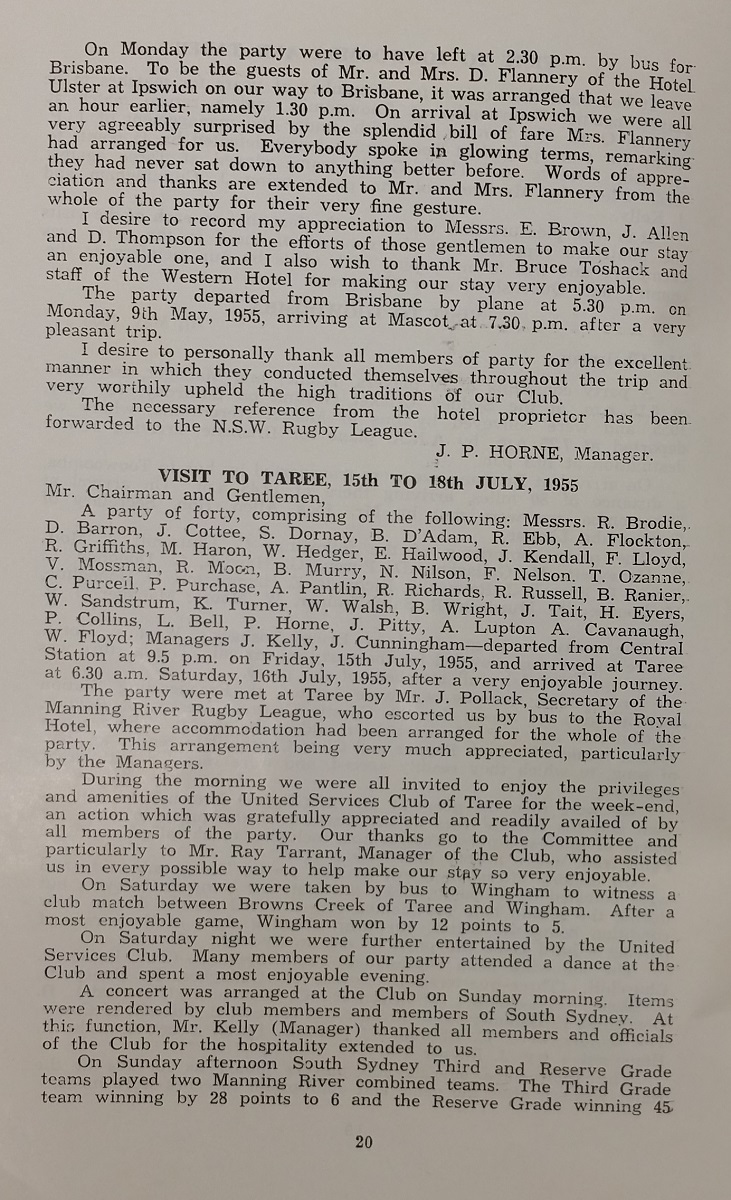 On Monday the party were to have left at 2.30 p.m. by bus for
Brisbane. To be the guests of Mr. and Mrs. D. Flannery of the Hotel
Ulster at Ipswich on our way to Brisbane, it was arranged that we leave
an hour earlier, namely 1.30 p.m. On arrival at Ipswich we were all
very agreeably surprised by the splendid bill of fare Mrs. Flannery
had arranged for us. Everybody spoke in glowing terms, remarking
they had never sat down to anything better before. Words of appre-
ciation and thanks are extended to Mr. and Mrs. Flannery from the
whole of the party for their very fine gesture.
I desire to record my appreciation to Messrs. E. Brown, J. Allen
and D. Thompson for the efforts of those gentlemen to make our stay
an enjoyable one, and I also wish to thank Mr. Bruce Toshack and
staff of the Western Hotel for making our stay very enjoyable.
The party departed from Brisbane by plane at 5.30 p.m. on
Monday, 9th May, 1955, arriving at Mascot at 7.30 p.m. after a very
pleasant trip.
I desire to personally thank all members of party for the excellent
manner in which they conducted themselves throughout the trip and
very worthily upheld the high traditions of our Club.
The necessary reference from the hotel proprietor has been
forwarded to the N.S.W. Rugby League.
J. P. HORNE, Manager.
VISIT TO TAREE, 15th TO 18th JULY, 1955
Mr. Chairman and Gentlemen,
A party of forty, comprising of the following: Messrs. R. Brodie,
D. Barron, J. Cottee, S. Dornay, B. D'Adam, R. Ebb, A. Flockton,
R. Griffiths, M. Haron, W. Hedger, E. Hailwood, J. Kendall, F. Lloyd,
V. Mossman, R. Moon, B. Murry, N. Nilson, F. Nelson. T. Ozanne,
C. Purceil, P. Purchase, A. Pantlin, R. Richards, R. Russell, B. Ranier,
W. Sandstrum, K. Turner, W. Walsh, B. Wright, J. Tait, H. Eyers,
P. Collins, L. Bell, P. Horne, J. Pitty, A. Lupton A. Cavanaugh,
W. Floyd; Managers J. Kelly, J. Cunningham—departed from Central
Station at 9.5 p.m. on Friday, 15th July, 1955, and arrived at Taree
at 6.30 a.m. Saturday, 16th July, 1955, after a very enjoyable journey.
The party were met at Taree by Mr. J. Pollack, Secretary of the
Manning River Rugby League, who escorted us by bus to the Royal
Hotel, where accommodation had been arranged for the whole of the
party. This arrangement being very much appreciated, particularly
by the Managers.
During the morning we were all invited to enjoy the privileges
and amenities of the United Services Club of Taree for the week-end,
an action which was gratefully appreciated and readily availed of by
all members of the party. Our thanks go to the Committee and
particularly to Mr. Ray Tarrant, Manager of the Club, who assisted
us in every possible way to help make our stay so very enjoyable.
On Saturday we were taken by bus to Wingham to witness a
club match between Browns Creek of Taree and Wingham. After a
most enjoyable game, Wingham won by 12 points to 5.
On Saturday night we were further entertained by the United
Services Club. Many members of our party attended a dance at the
Club and spent a most enjoyable evening.
A concert was arranged at the Club on Sunday morning. Items
were rendered by club members and members of South Sydney. At
this function, Mr. Kelly (Manager) thanked all members and officials
of the Club for the hospitality extended to us.
On Sunday afternoon South Sydney Third and Reserve Grade
teams played two Manning River combined teams. The Third Grade
team winning by 28 points to 6 and the Reserve Grade winning 45
20